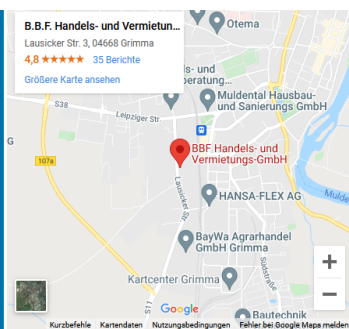 B.B.F. Handels- und Vermietun...
Lausicker Str. 3, 04668 Grimma
4,8 ★★★★★ 35 Berichte
Größere Karte ansehen
Otema
Muldental Hausbau-
und Sanierungs GmbH
S38
Leipziger Str.
G
BBF Handels- und
Vermietungs-GmbH
107a
Mulde
Lausicker Str.
HANSA-FLEX AG
BayWa Agrarhandel
GmbH Grimma
Südstraße
Kartcenter Grimma
+
−
S11
Google
Bautechnik
Kurzbefehle Kartendaten Nutzungsbedingungen Fehler bei Google Maps melden